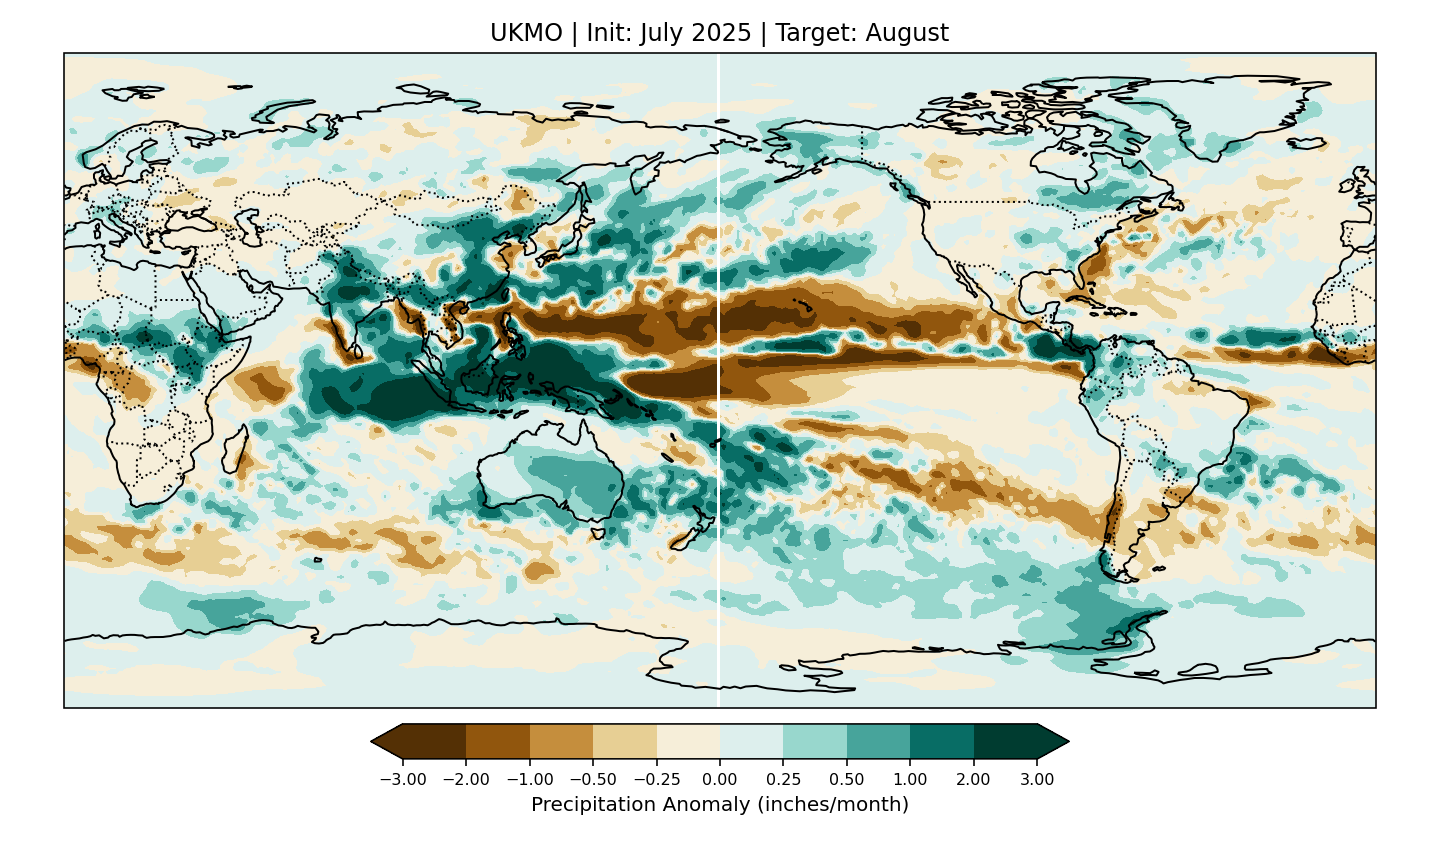 UKMO | Init: July 2025 | Target: August
−3.00 −2.00 −1.00 −0.50 −0.25 0.00 0.25 0.50 1.00 2.00 3.00
Precipitation Anomaly (inches/month)